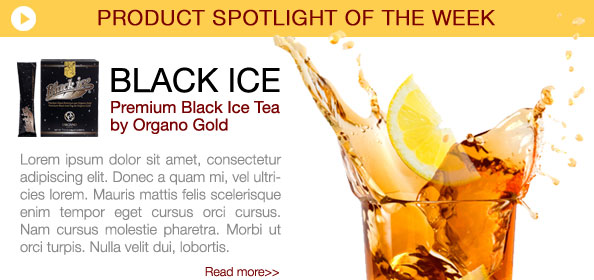 PRODUCT SPOTLIGHT OF THE WEEK
Black ice
BLACK ICE
Premium Black Ice Tea
by Organo Gold
Lorem ipsum dolor sit amet, consectetur
adipiscing elit. Donec a quam mi, vel ultri-
cies lorem. Mauris mattis felis scelerisque
enim tempor eget cursus orci cursus.
Nam cursus molestie pharetra. Morbi ut
orci turpis. Nulla velit dui, lobortis.
Read more>>